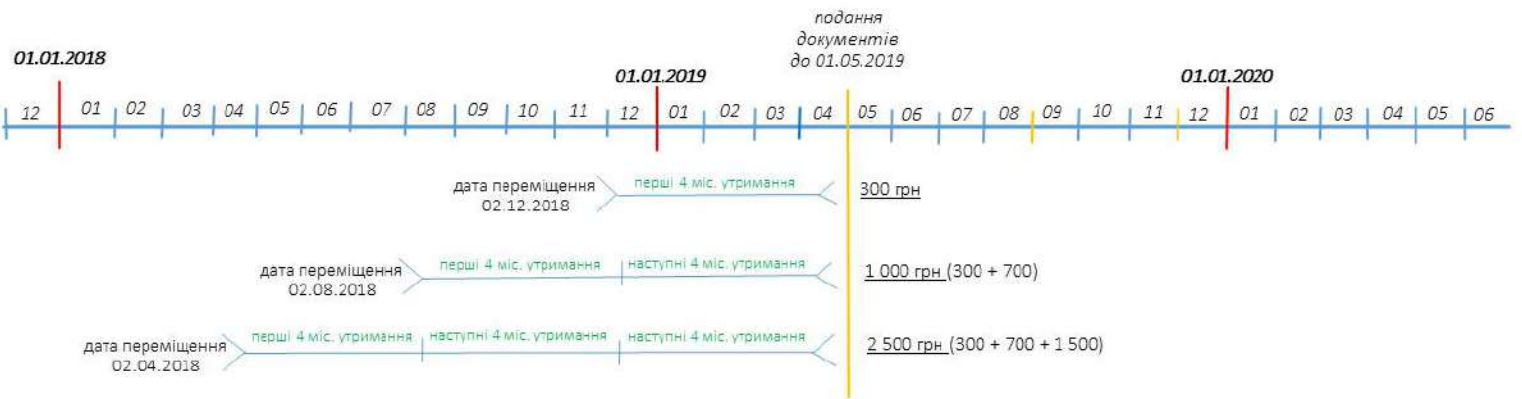 подання
документів
до 01.05.2019
01.01.2018
01.01.2019
01.01.2020
12 01 02 03 04 05 06 07 08 09 10 11 12 01 02 03 04 05 06 07 08 09 10 11 12 01 02 03 04 05 06
дата переміщення
02.12.2018
перші 4 міс. утримання
300 грн
дата переміщення
02.08.2018
перші 4 міс. утримання
наступні 4 міс. утримання
1 000 грн (300 + 700)
дата переміщення
02.04.2018
перші 4 міс. утримання
наступні 4 міс. утримання
наступні 4 міс. утримання
2 500 грн (300 + 700 + 1 500)